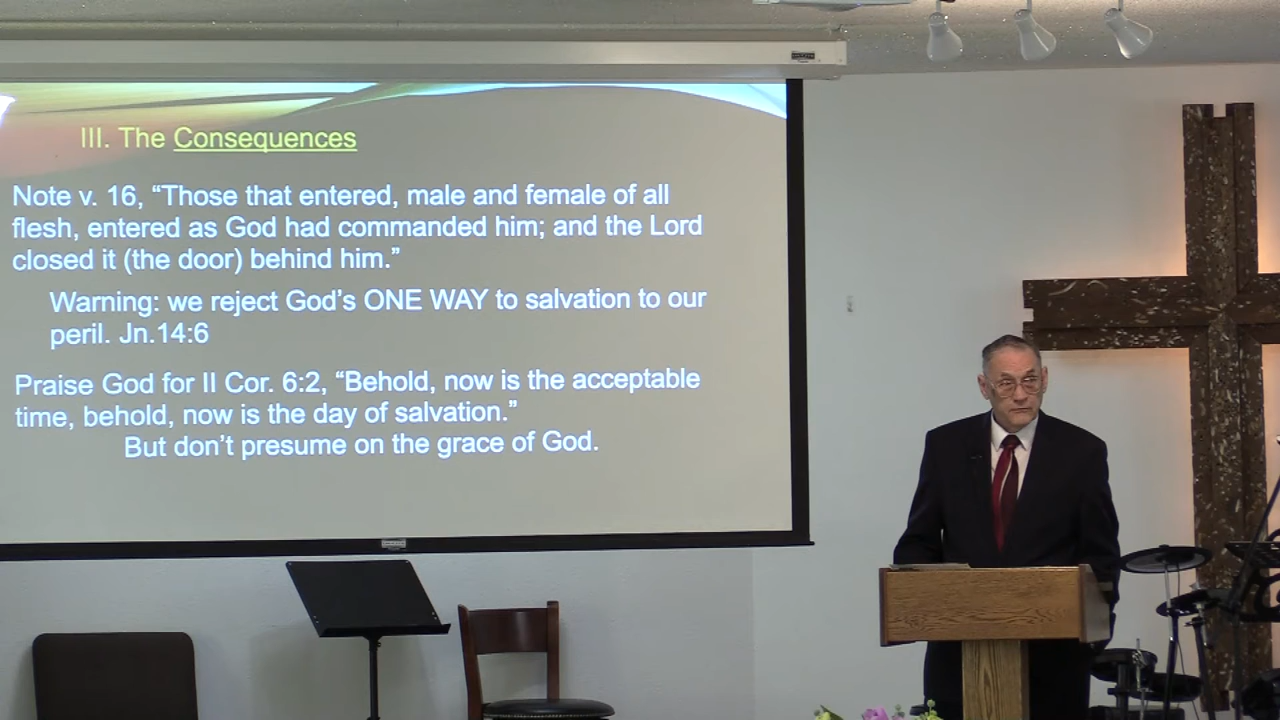 III. The Consequences
Note v. 16, “Those that entered, male and female of all
flesh, entered as God had commanded him; and the Lord
closed it (the door) behind him.”
Warning: we reject God’s ONE WAY to salvation to our
peril. Jn.14:6
Praise God for II Cor. 6:2, “Behold, now is the acceptable
time, behold, now is the day of salvation.”
But don’t presume on the grace of God.